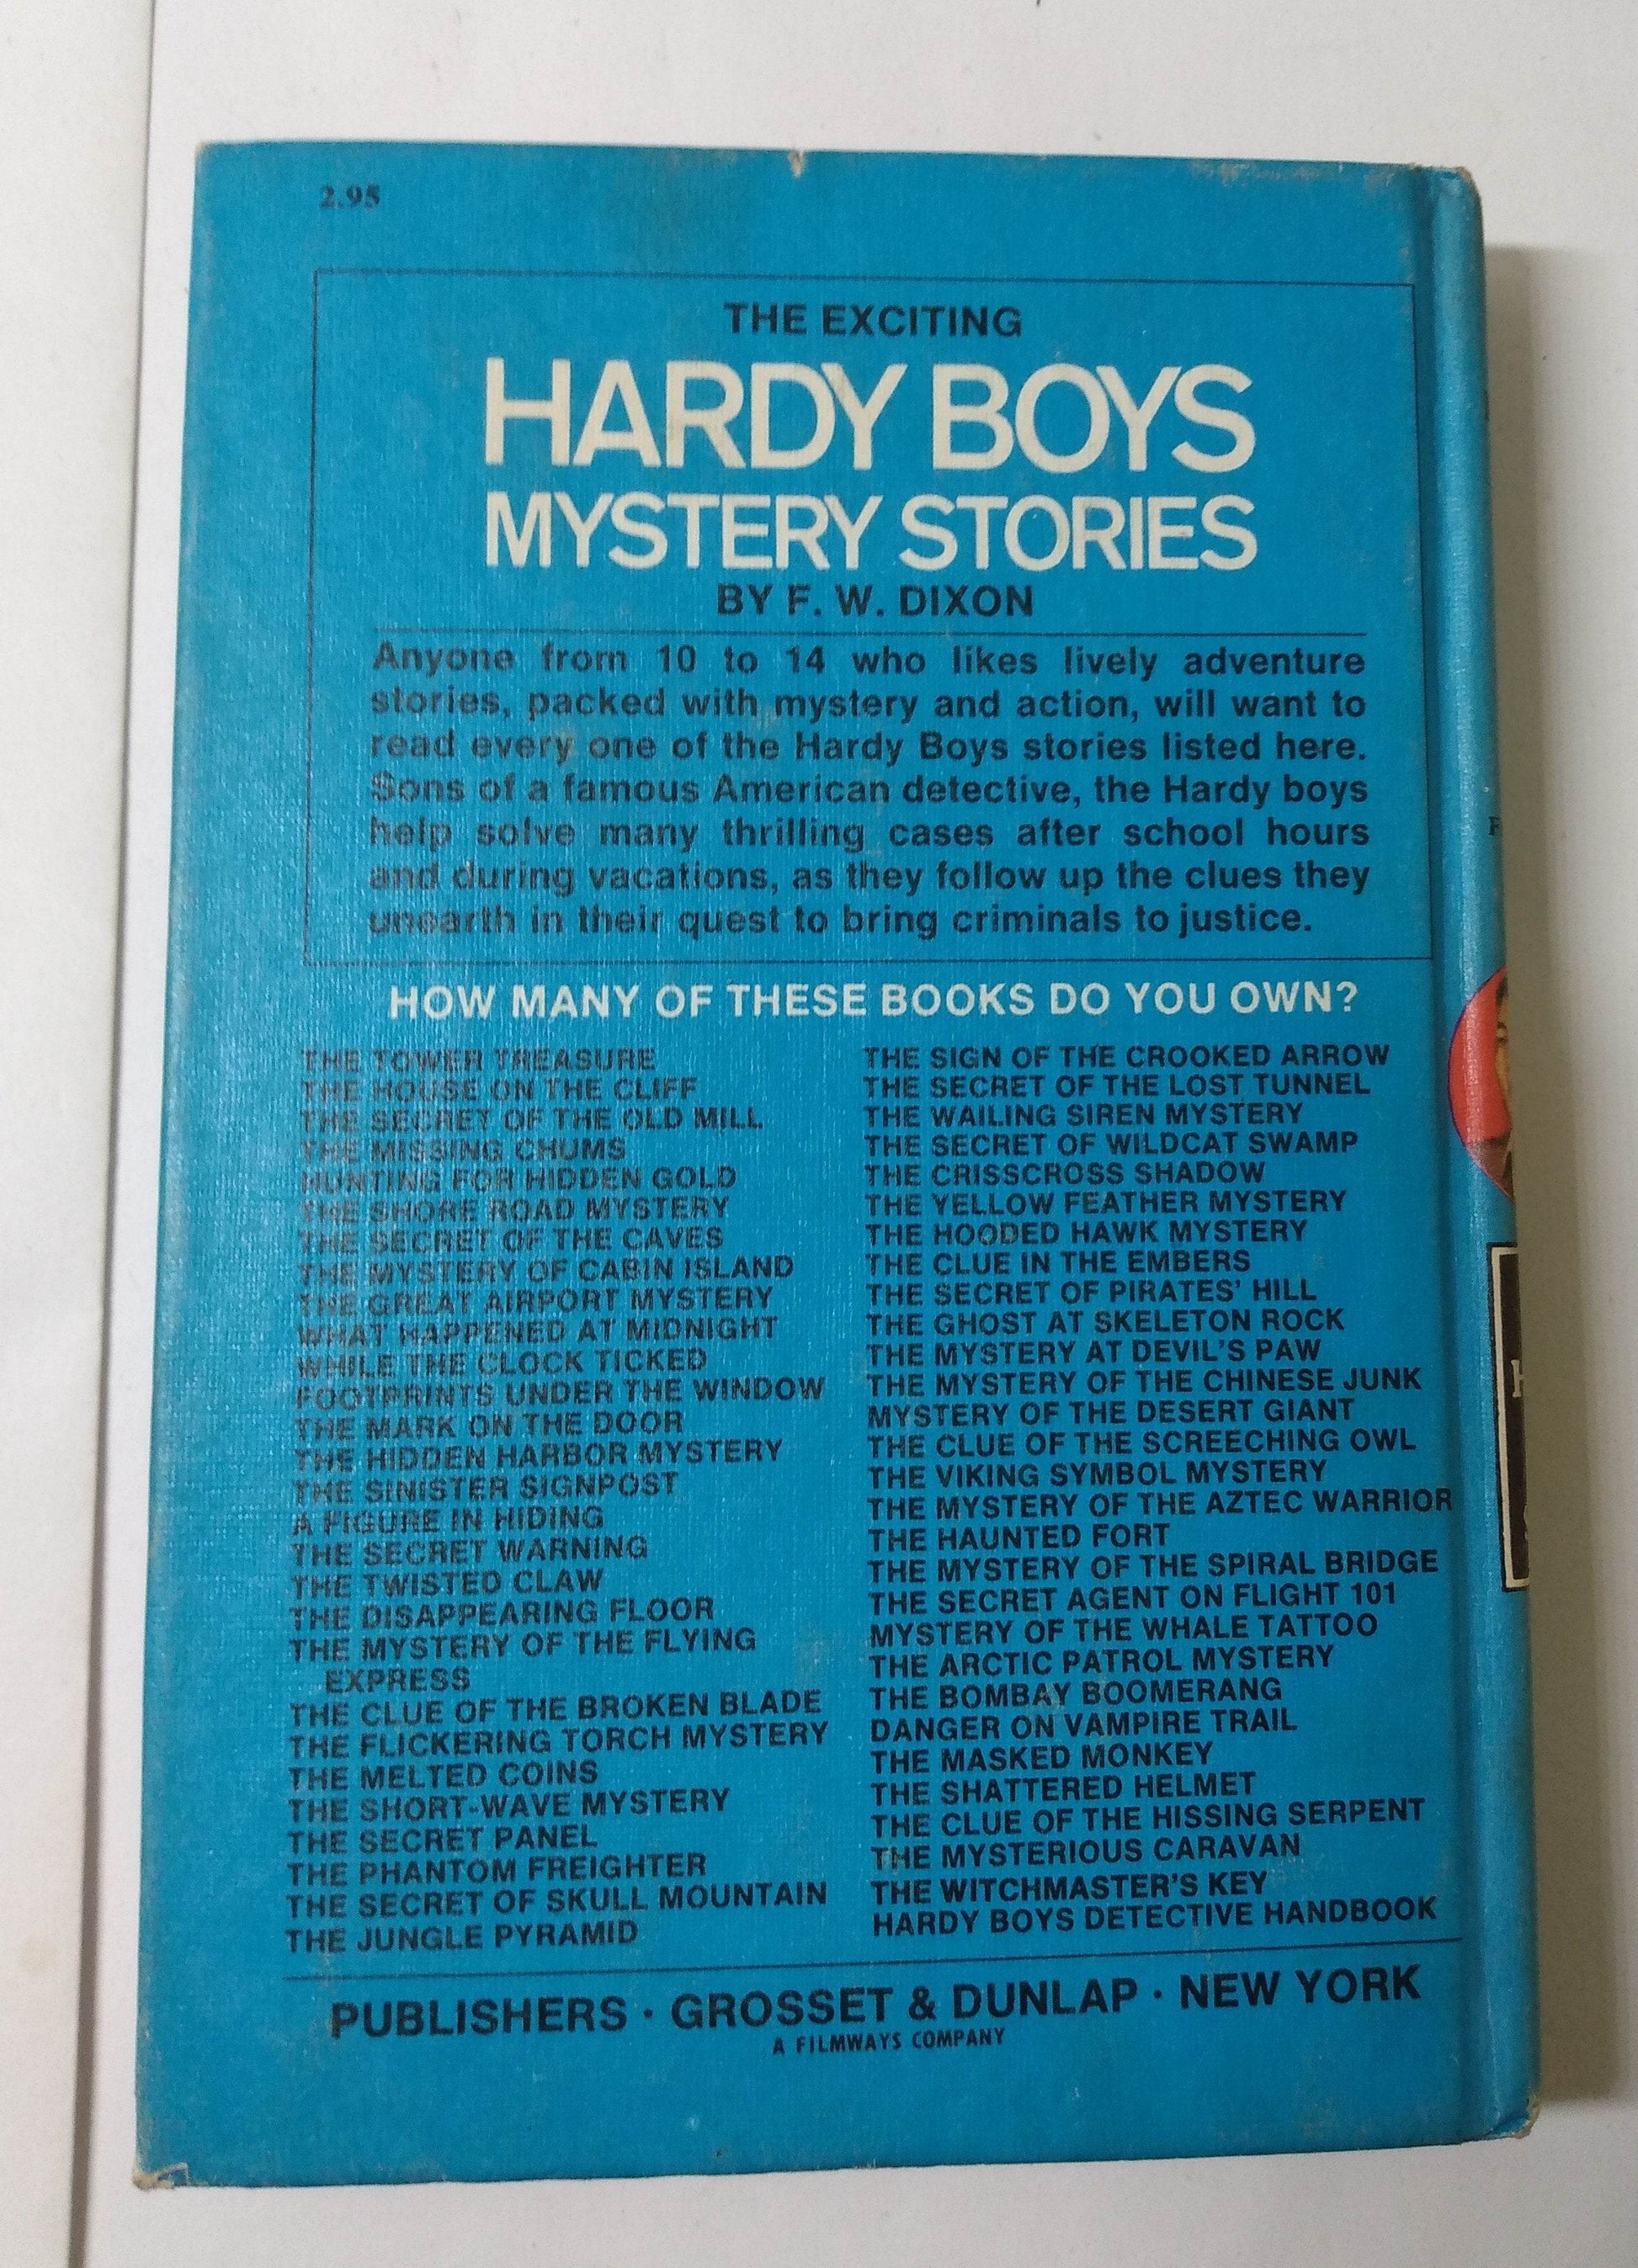 2.95
THE EXCITING
HARDY BOYS
MYSTERY STORIES
BY F. W. DIXON
Anyone from 10 to 14 who likes lively adventure
stories, packed with mystery and action, will want to
read every one of the Hardy Boys stories listed here.
Sons of a famous American detective, the Hardy boys
help solve many thrilling cases after school hours
and during vacations, as they follow up the clues they
unearth in their quest to bring criminals to justice.
HOW MANY OF THESE BOOKS DO YOU OWN?
THE TOWER TREASURE
THE HOUSE ON THE CLIFF
THE SECRET OF THE OLD MILL
THE MISSING CHUMS
HUNTING FOR HIDDEN GOLD
THE SHORE ROAD MYSTERY
THE SECRET OF THE CAVES
THE MYSTERY OF CABIN ISLAND
THE GREAT AIRPORT MYSTERY
WHAT HAPPENED AT MIDNIGHT
WHILE THE CLOCK TICKED
FOOTPRINTS UNDER THE WINDOW
THE MARK ON THE DOOR
THE HIDDEN HARBOR MYSTERY
THE SINISTER SIGNPOST
A FIGURE IN HIDING
THE SECRET WARNING
THE TWISTED CLAW
THE DISAPPEARING FLOOR
THE MYSTERY OF THE FLYING
EXPRESS
THE CLUE OF THE BROKEN BLADE
THE FLICKERING TORCH MYSTERY
THE MELTED COINS
THE SHORT-WAVE MYSTERY
THE SECRET PANEL
THE PHANTOM FREIGHTER
THE SECRET OF SKULL MOUNTAIN
THE JUNGLE PYRAMID
THE SIGN OF THE CROOKED ARROW
THE SECRET OF THE LOST TUNNEL
THE WAILING SIREN MYSTERY
THE SECRET OF WILDCAT SWAMP
THE CRISSCROSS SHADOW
THE YELLOW FEATHER MYSTERY
THE HOODED HAWK MYSTERY
THE CLUE IN THE EMBERS
THE SECRET OF PIRATES' HILL
THE GHOST AT SKELETON ROCK
THE MYSTERY AT DEVIL'S PAW
THE MYSTERY OF THE CHINESE JUNK
MYSTERY OF THE DESERT GIANT
THE CLUE OF THE SCREECHING OWL
THE VIKING SYMBOL MYSTERY
THE MYSTERY OF THE AZTEC WARRIOR
THE HAUNTED FORT
THE MYSTERY OF THE SPIRAL BRIDGE
THE SECRET AGENT ON FLIGHT 101
MYSTERY OF THE WHALE TATTOO
THE ARCTIC PATROL MYSTERY
THE BOMBAY BOOMERANG
DANGER ON VAMPIRE TRAIL
THE MASKED MONKEY
THE SHATTERED HELMET
THE CLUE OF THE HISSING SERPENT
THE MYSTERIOUS CARAVAN
THE WITCHMASTER'S KEY
HARDY BOYS DETECTIVE HANDBOOK
PUBLISHERS · GROSSET & DUNLAP · NEW YORK
A FILMWAYS COMPANY